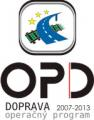 OPD
DOPRAVA 2007-2013
operačný program